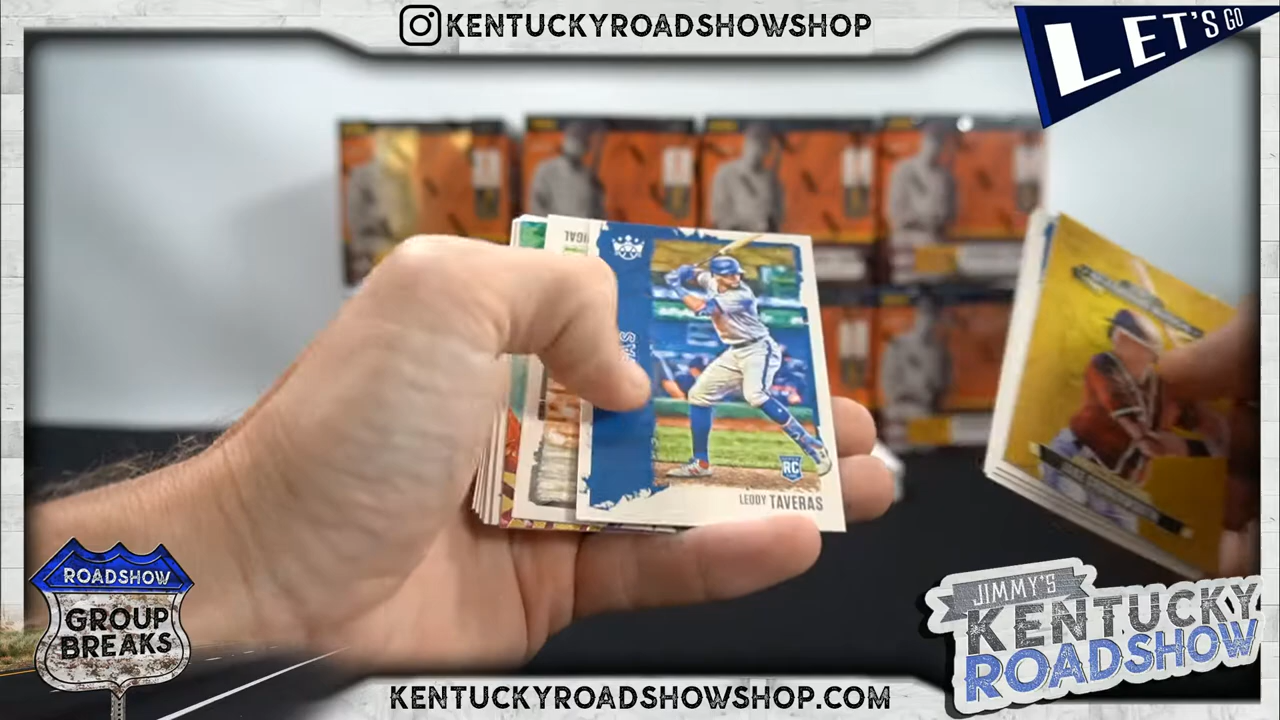 KENTUCKYROADSHOWSHOP
LET'S GO
RC
LEODY TAVERAS
ROADSHOW
GROUP
BREAKS
JIMMY'S
KENTUCKY
ROADSHOW
KENTUCKYROADSHOWSHOP.COM